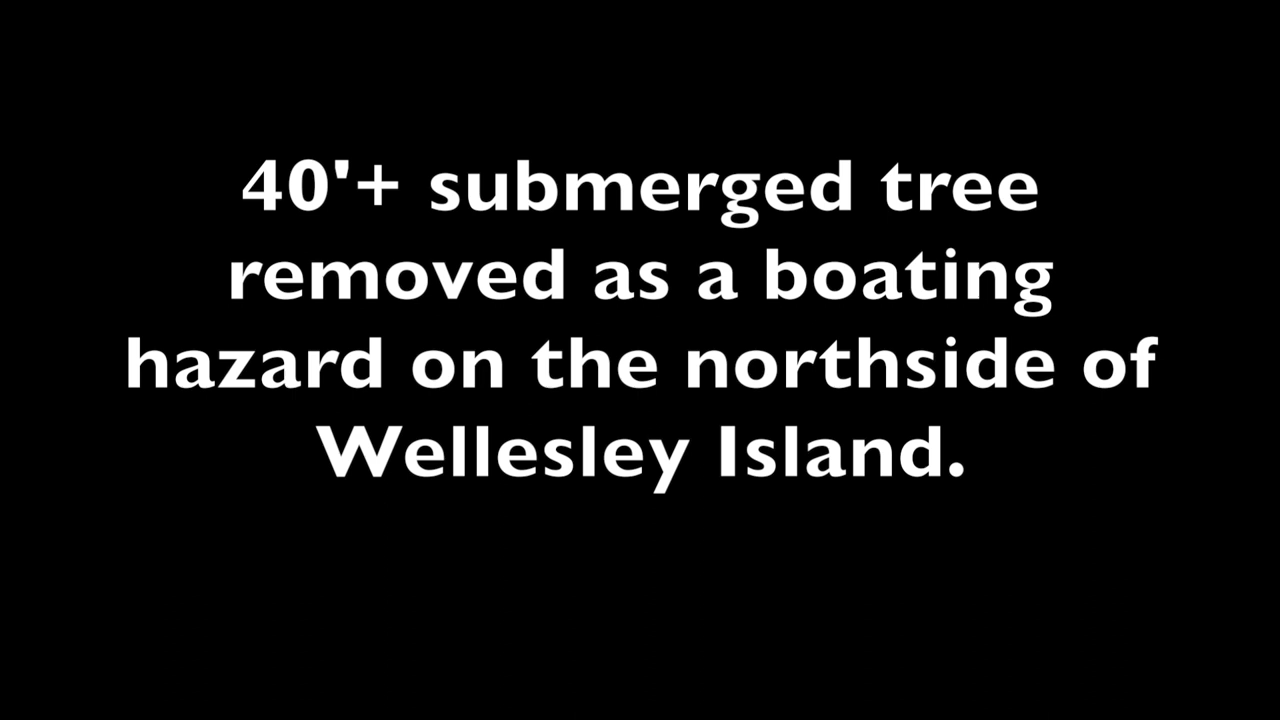 40'+ submerged tree
removed as a boating
hazard on the northside of
Wellesley Island.